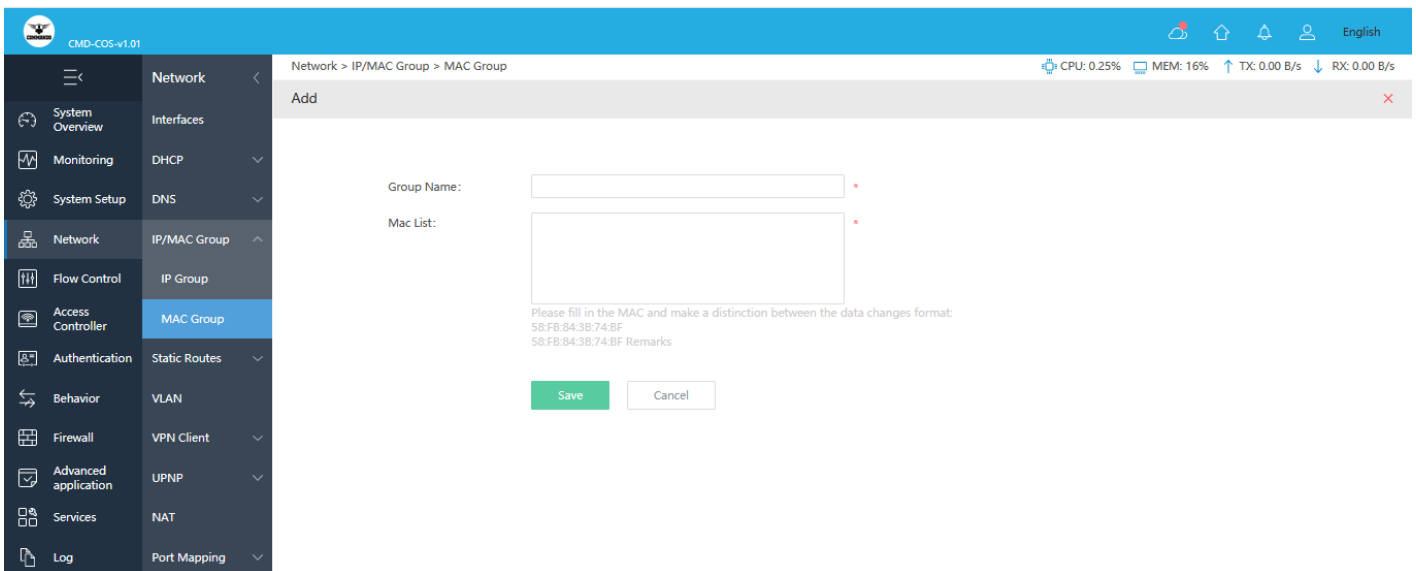 COMMANDO
CMD-COS-v1.01
English
Network
Network > IP/MAC Group > MAC Group
CPU: 0.25% MEM: 16% TX: 0.00 B/s RX: 0.00 B/s
Add
System
Overview
Monitoring
System Setup
Network
Flow Control
Access
Controller
Authentication
Behavior
Firewall
Advanced
application
Services
Log
Interfaces
DHCP
DNS
IP/MAC Group
IP Group
MAC Group
Static Routes
VLAN
VPN Client
UPNP
NAT
Port Mapping
Group Name:
*
Mac List:
*
Please fill in the MAC and make a distinction between the data changes format:
58:FB:84:3B:74:BF
58:FB:84:3B:74:BF Remarks
Save
Cancel